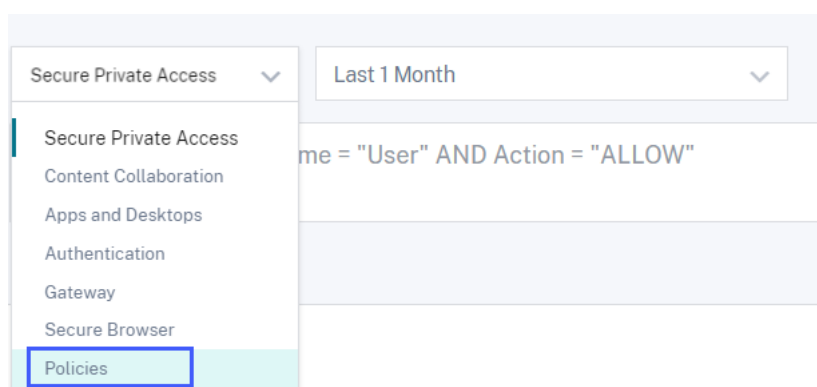 Secure Private Access
Last 1 Month
Secure Private Access
me = "User" AND Action = "ALLOW"
Content Collaboration
Apps and Desktops
Authentication
Gateway
Secure Browser
Policies